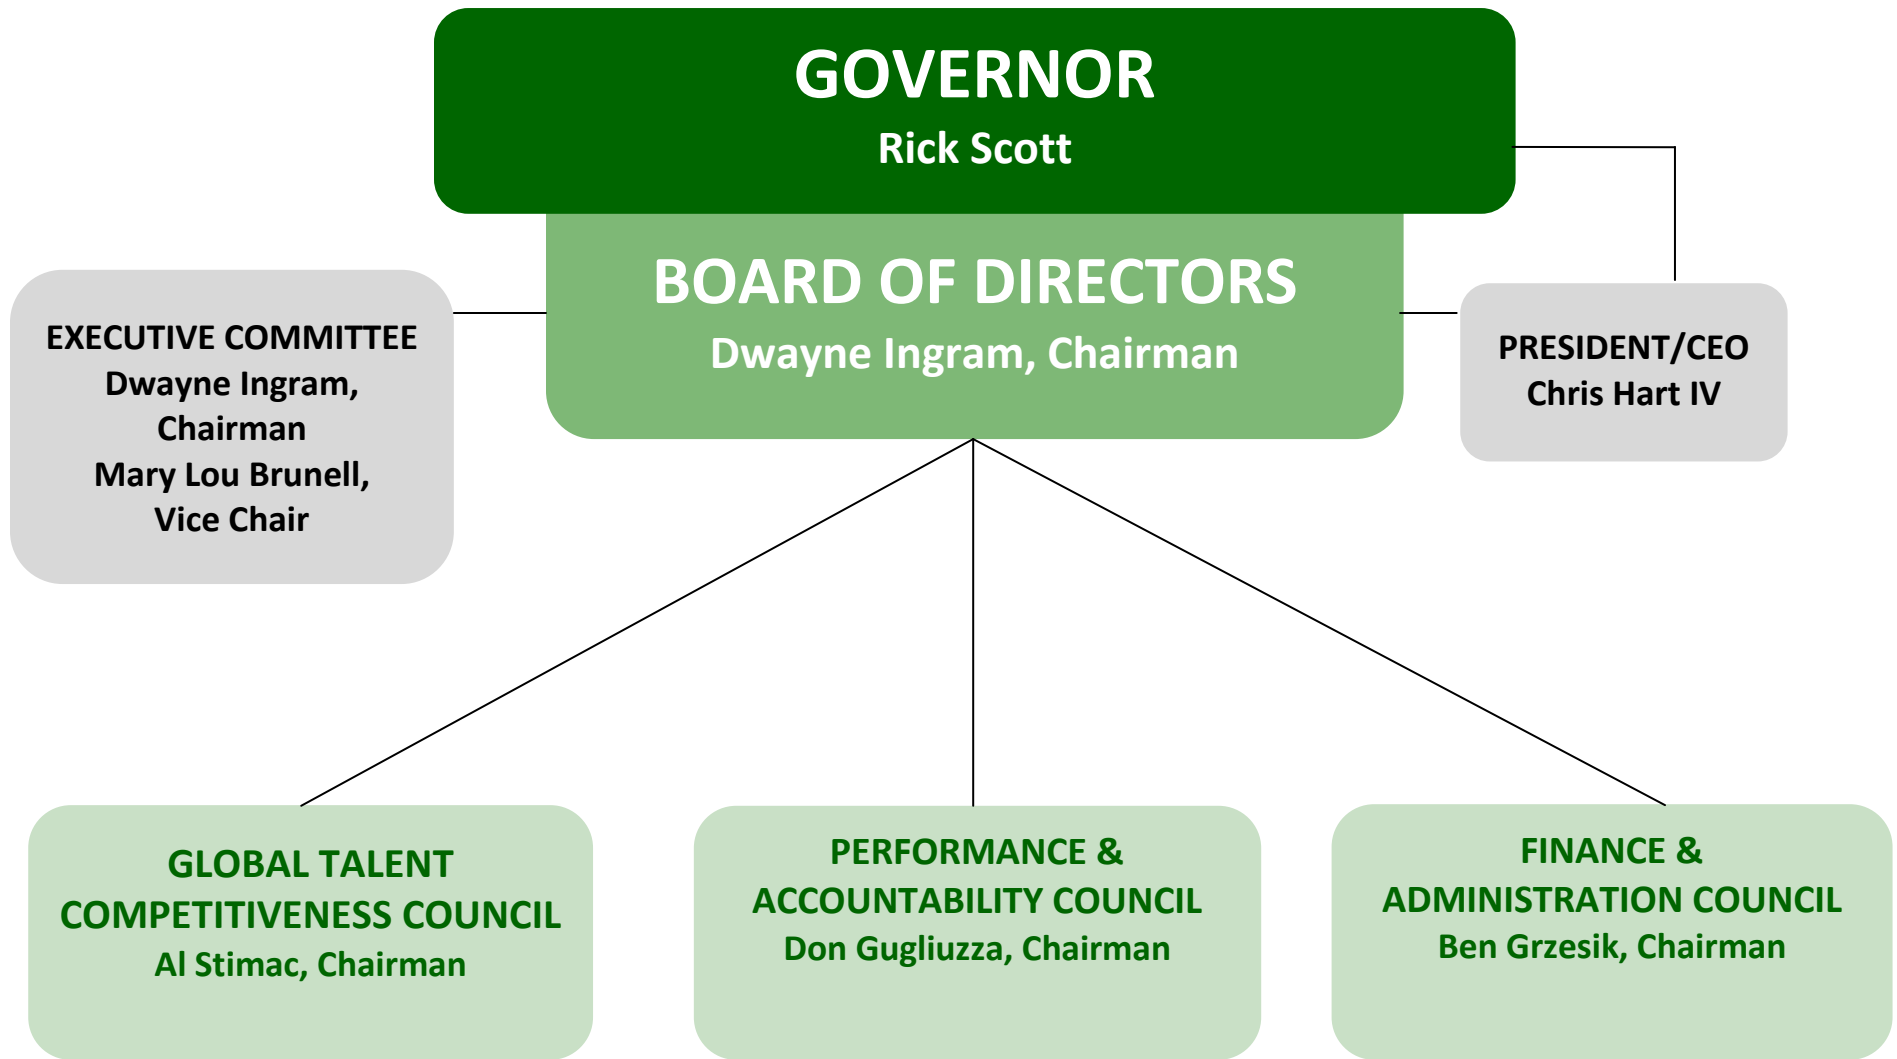 GOVERNOR
Rick Scott
BOARD OF DIRECTORS
Dwayne Ingram, Chairman
EXECUTIVE COMMITTEE
Dwayne Ingram,
Chairman
Mary Lou Brunell,
Vice Chair
PRESIDENT/CEO
Chris Hart IV
GLOBAL TALENT
COMPETITIVENESS COUNCIL
Al Stimac, Chairman
PERFORMANCE &
ACCOUNTABILITY COUNCIL
Don Gugliuzza, Chairman
FINANCE &
ADMINISTRATION COUNCIL
Ben Grzesik, Chairman